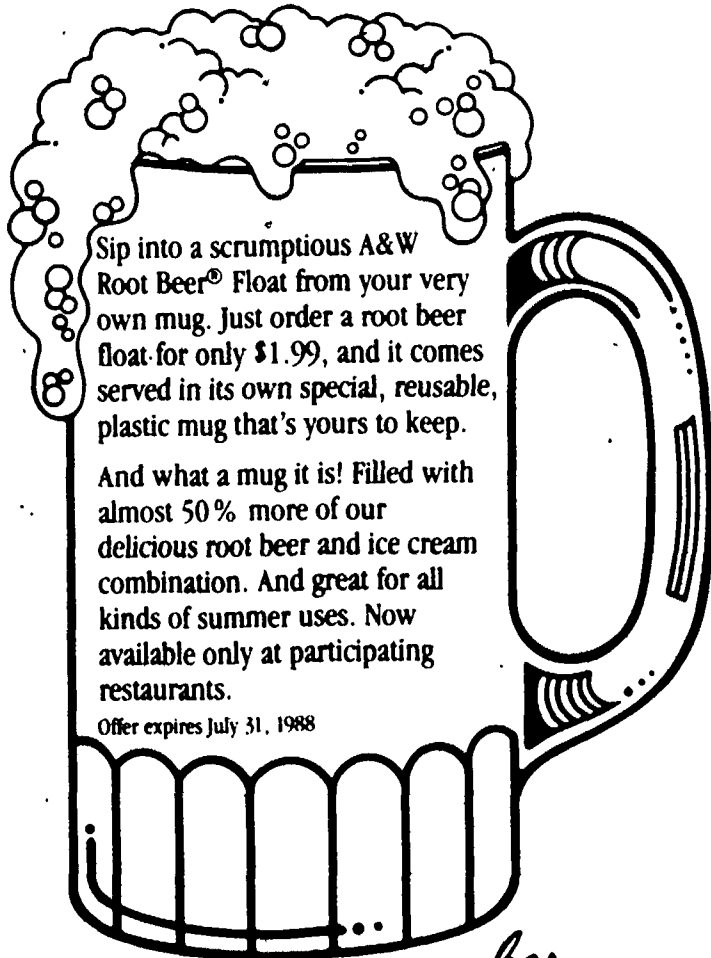 Sip into a scrumptious A&W
Root Beer® Float from your very
own mug. Just order a root beer
float for only $1.99, and it comes
served in its own special, reusable,
plastic mug that's yours to keep.
And what a mug it is! Filled with
almost 50% more of our
delicious root beer and ice cream
combination. And great for all
kinds of summer uses. Now
available only at participating
restaurants.
Offer expires July 31, 1988